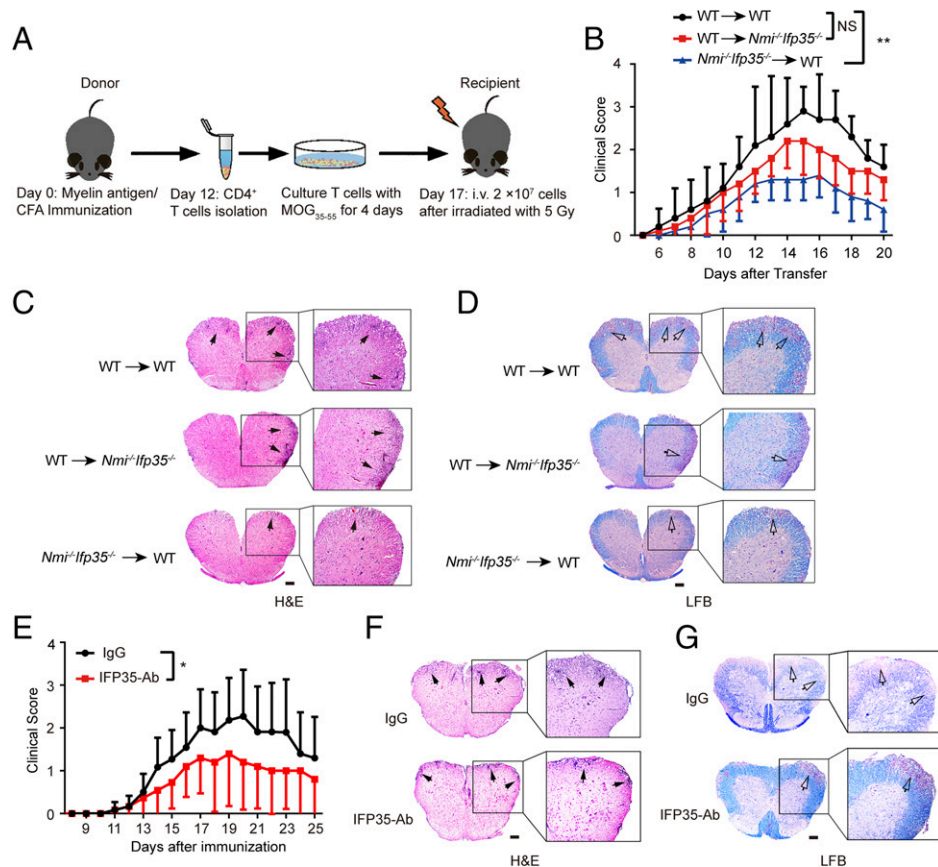 A
Donor
Recipient
Day 0: Myelin antigen/
CFA Immunization
Day 12: CD4⁺
T cells isolation
Culture T cells with
MOG₃₅₋₅₅ for 4 days
Day 17: i.v. 2 ×10⁷ cells
after irradiated with 5 Gy
B
WT → WT
WT → Nmi⁻/⁻Ifp35⁻/⁻
Nmi⁻/⁻Ifp35⁻/⁻ → WT
NS
**
Clinical Score
4
3
2
1
0
6 8 10 12 14 16 18 20
Days after Transfer
C
WT → WT
WT → Nmi⁻/⁻Ifp35⁻/⁻
Nmi⁻/⁻Ifp35⁻/⁻ → WT
H&E
D
WT → WT
WT → Nmi⁻/⁻Ifp35⁻/⁻
Nmi⁻/⁻Ifp35⁻/⁻ → WT
LFB
E
IgG
IFP35-Ab
*
Clinical Score
4
3
2
1
0
9 11 13 15 17 19 21 23 25
Days after immunization
F
IgG
IFP35-Ab
H&E
G
IgG
IFP35-Ab
LFB